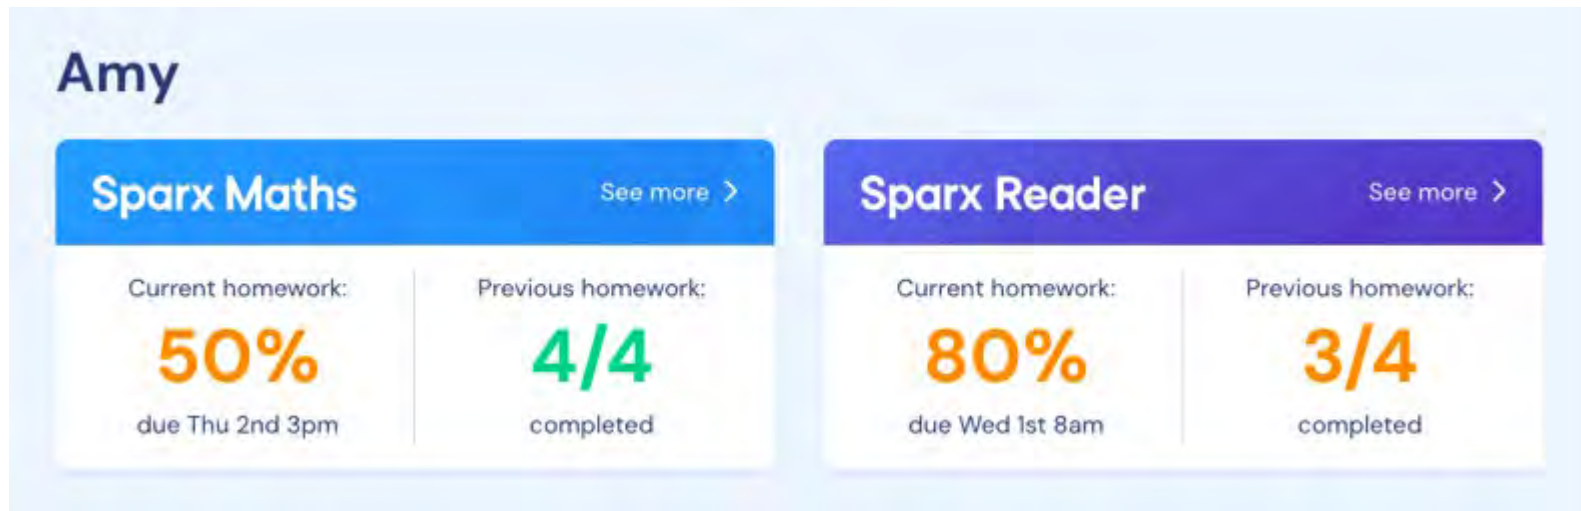 Amy
Sparx Maths See more
Current homework:
50%
due Thu 2nd 3pm
Previous homework:
4/4
completed
Sparx Reader See more
Current homework:
80%
due Wed 1st 8am
Previous homework:
3/4
completed